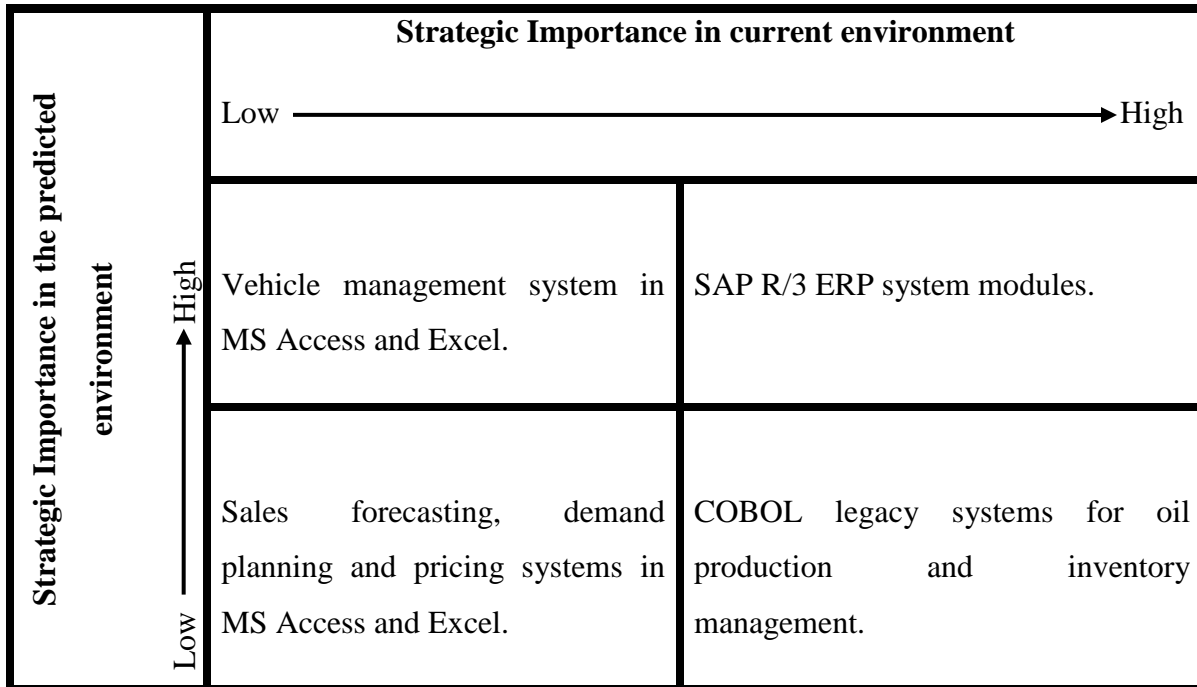 Strategic Importance in current environment
Low High
Strategic Importance in the predicted
environment
High
Low
Vehicle management system in
MS Access and Excel.
SAP R/3 ERP system modules.
Sales forecasting, demand
planning and pricing systems in
MS Access and Excel.
COBOL legacy systems for oil
production and inventory
management.